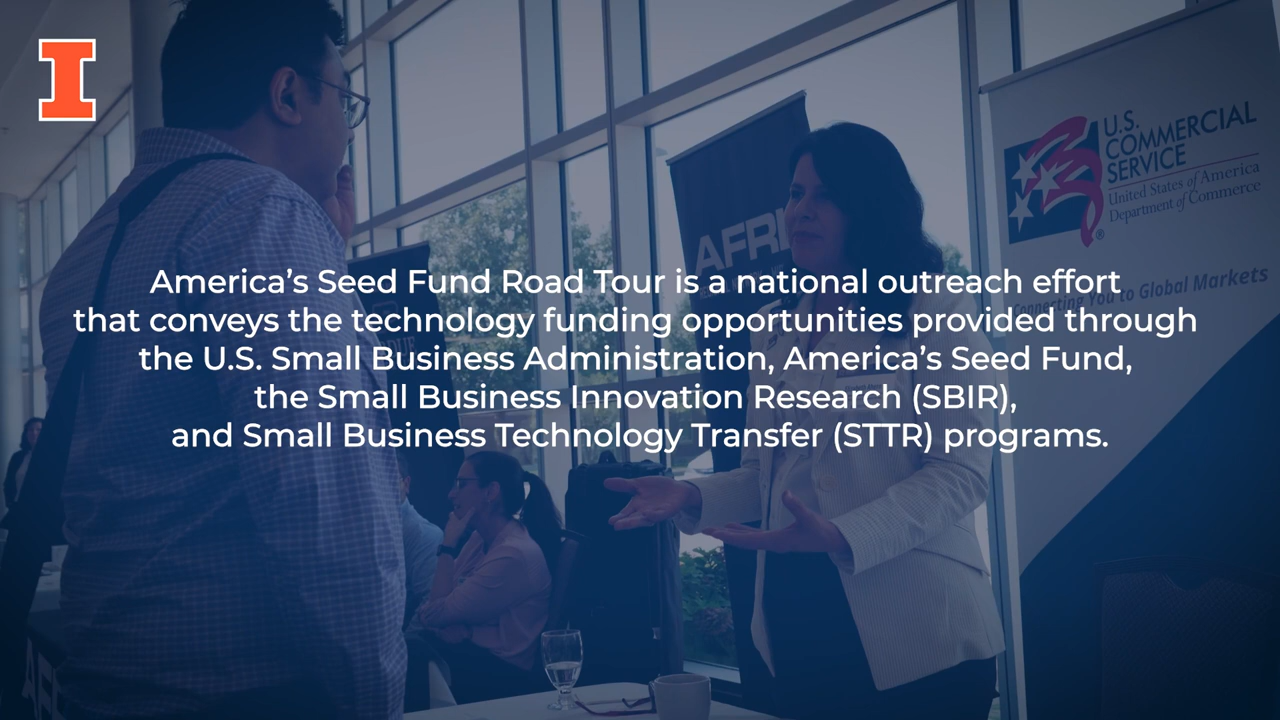 I
U.S.
COMMERCIAL
SERVICE
United States of America
Department of Commerce
®
AFRL
Connecting You to Global Markets
America’s Seed Fund Road Tour is a national outreach effort
that conveys the technology funding opportunities provided through
the U.S. Small Business Administration, America’s Seed Fund,
the Small Business Innovation Research (SBIR),
and Small Business Technology Transfer (STTR) programs.